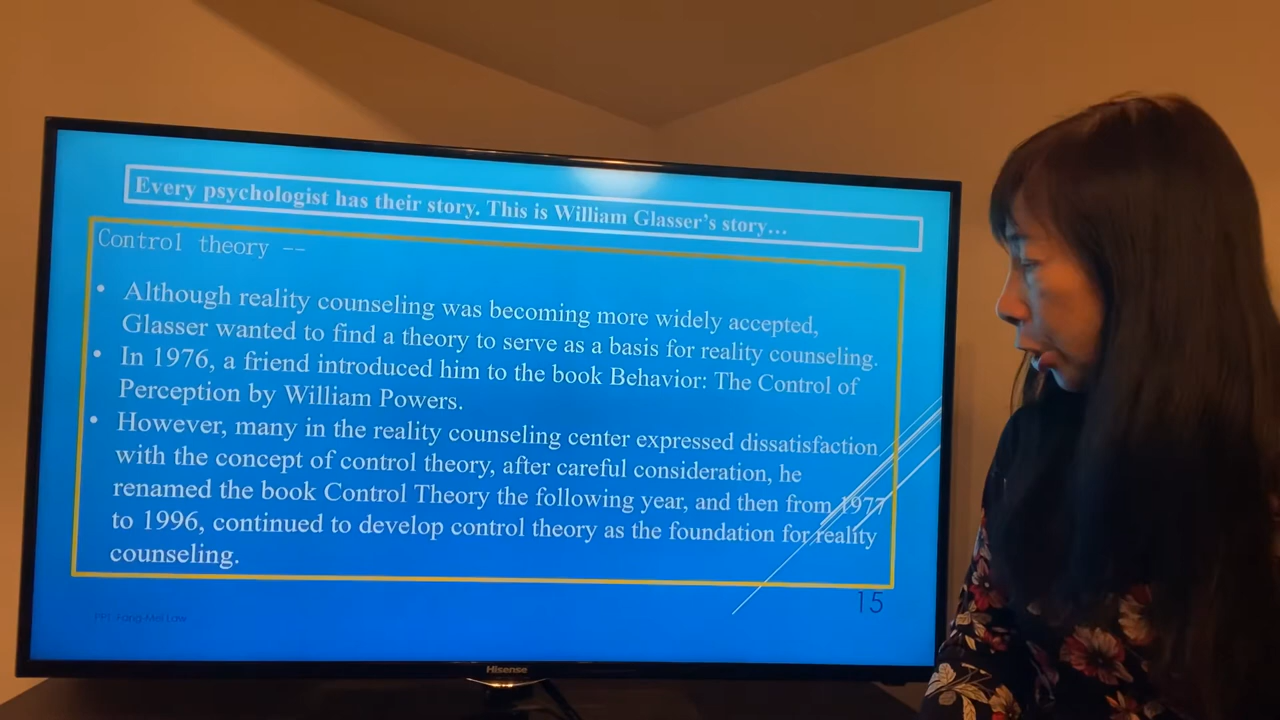 Every psychologist has their story. This is William Glasser's story...
Control theory --
• Although reality counseling was becoming more widely accepted,
Glasser wanted to find a theory to serve as a basis for reality counseling.
• In 1976, a friend introduced him to the book Behavior: The Control of
Perception by William Powers.
• However, many in the reality counseling center expressed dissatisfaction
with the concept of control theory, after careful consideration, he
renamed the book Control Theory the following year, and then from 1977
to 1996, continued to develop control theory as the foundation for reality
counseling.
15
Fang-Mei Law
Hisense